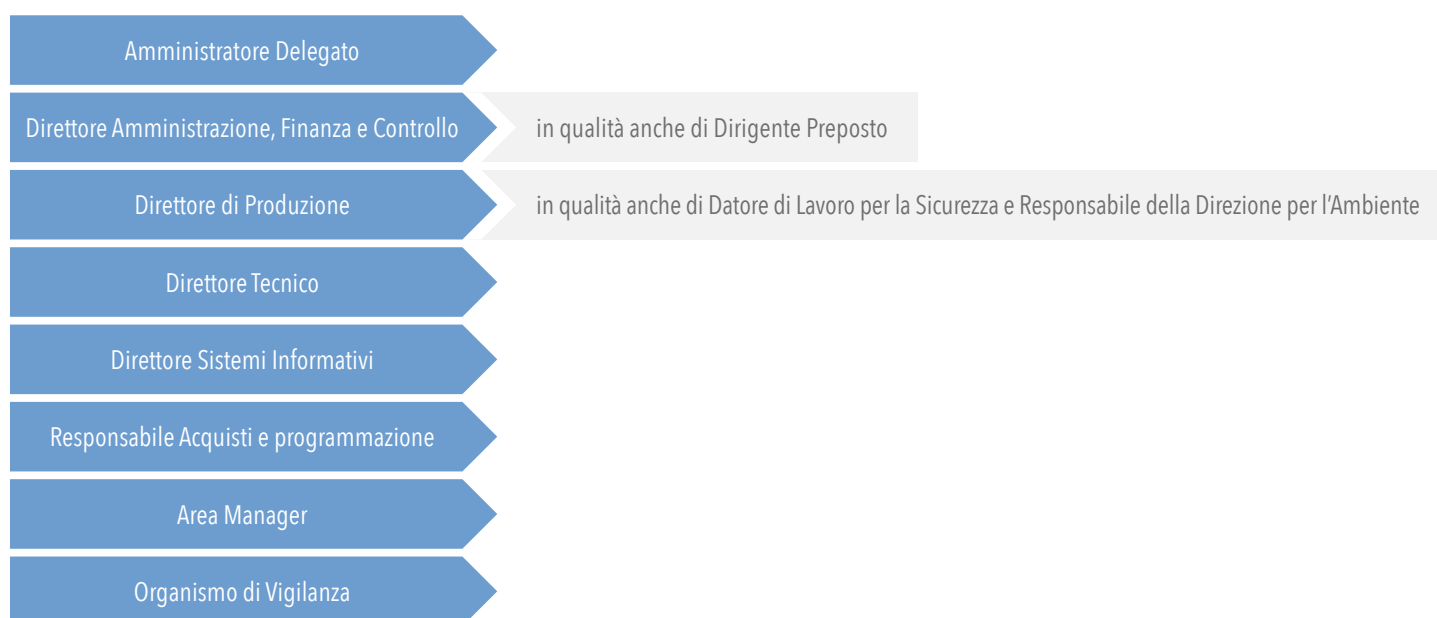 Amministratore Delegato
Direttore Amministrazione, Finanza e Controllo
in qualità anche di Dirigente Preposto
Direttore di Produzione
in qualità anche di Datore di Lavoro per la Sicurezza e Responsabile della Direzione per l'Ambiente
Direttore Tecnico
Direttore Sistemi Informativi
Responsabile Acquisti e programmazione
Area Manager
Organismo di Vigilanza